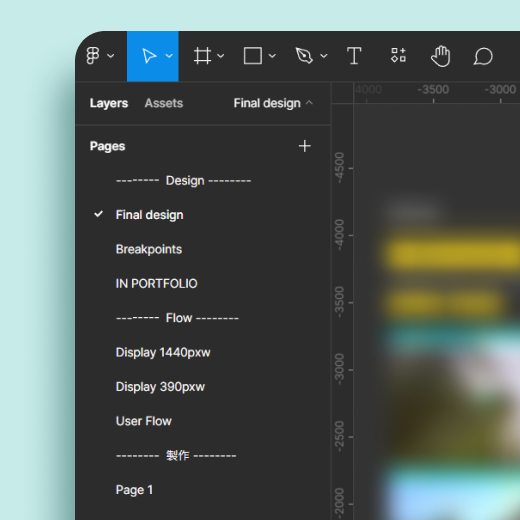 Layers Assets Final design
4000 -3500 -3000
Pages
-------- Design --------
Final design
Breakpoints
IN PORTFOLIO
-------- Flow --------
Display 1440pxw
Display 390pxw
User Flow
-------- 製作 --------
Page 1
-4500
-4000
-3500
-3000
-2500
-2000